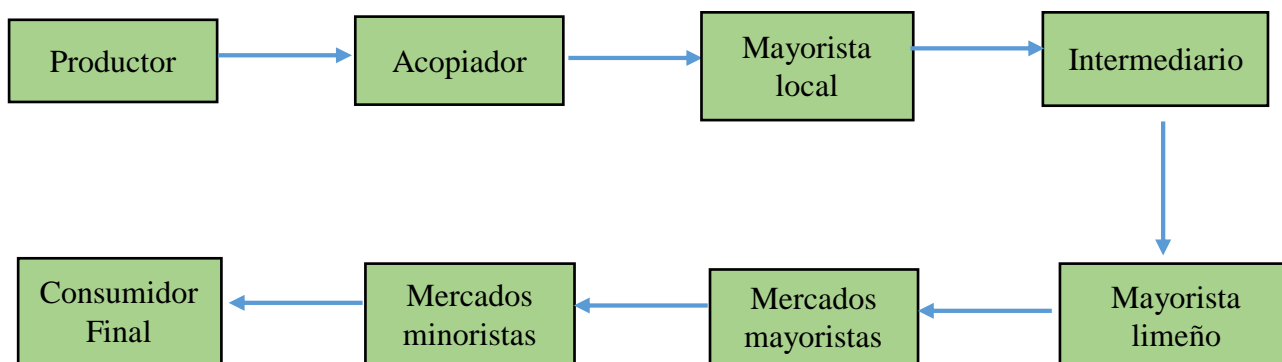 Productor
Acopiador
Mayorista
local
Intermediario
Mayorista
limeño
Mercados
mayoristas
Mercados
minoristas
Consumidor
Final